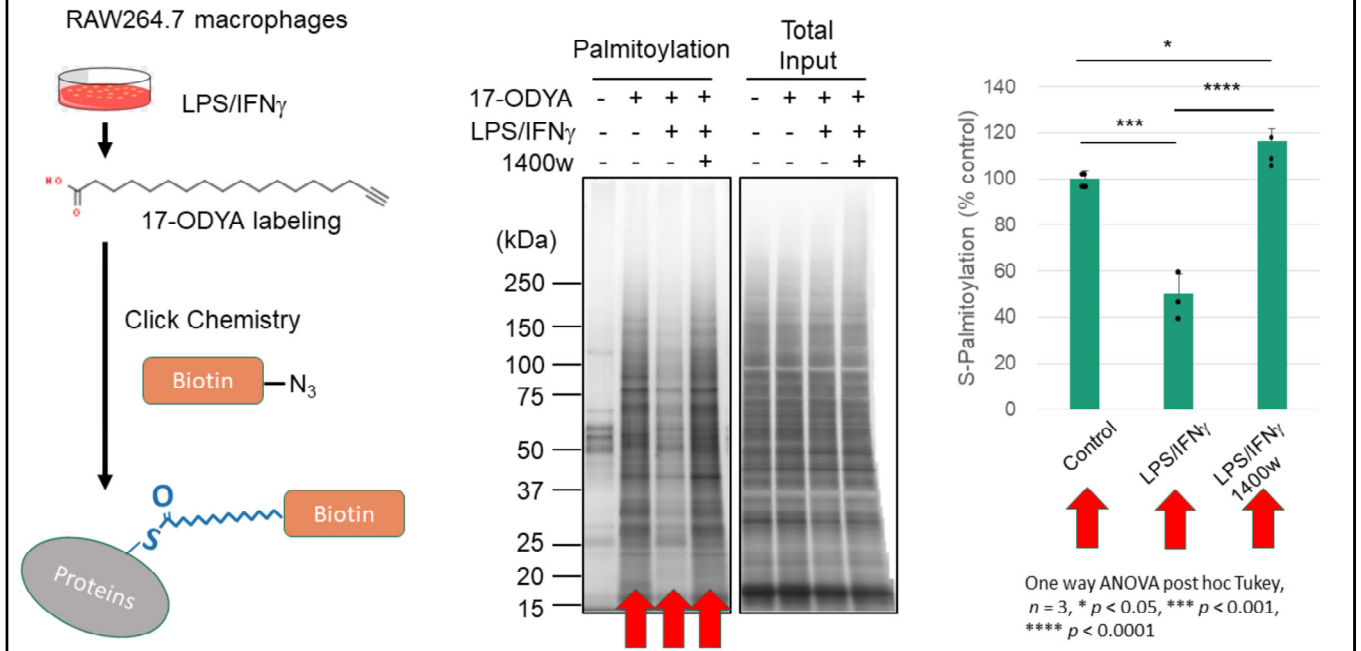 RAW264.7 macrophages
LPS/IFNγ
HO
O
17-ODYA labeling
Click Chemistry
Biotin
N3
O
S
Biotin
Proteins
Palmitoylation
Total
Input
17-ODYA - + + + - + + +
LPS/IFNγ - - + + - - + +
1400w - - - + - - - +
(kDa)
250
150
100
75
50
37
25
20
15
*
****
***
S-Palmitoylation (% control)
140
120
100
80
60
40
20
0
Control
LPS/IFNγ
LPS/IFNγ
1400w
One way ANOVA post hoc Tukey,
n = 3, * p < 0.05, *** p < 0.001,
**** p < 0.0001